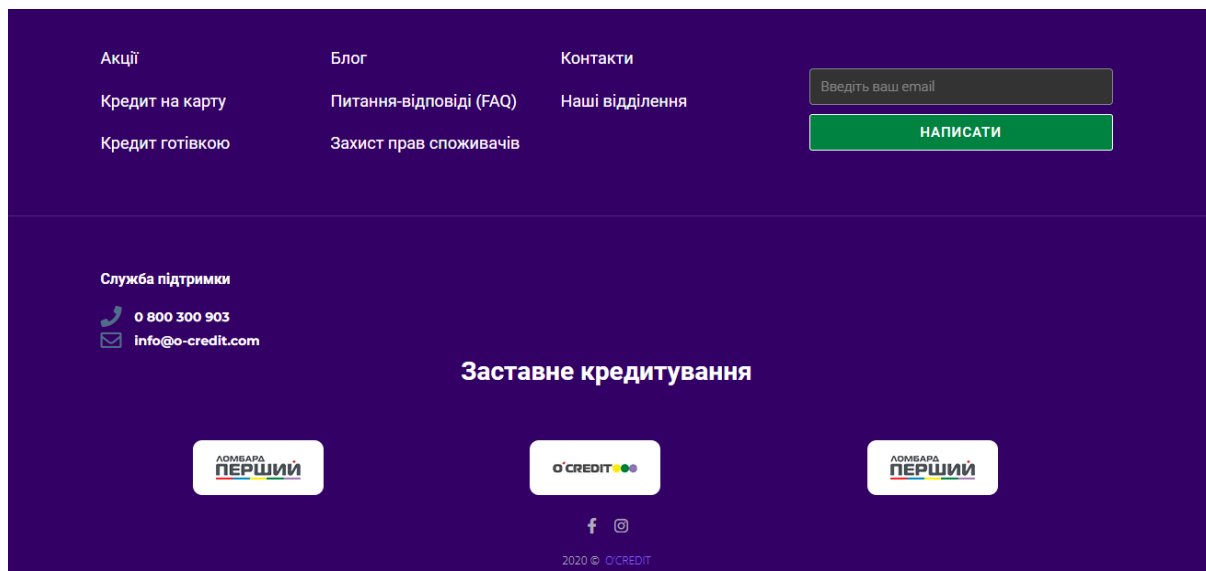 Акції
Кредит на карту
Кредит готівкою
Блог
Питання-відповіді (FAQ)
Захист прав споживачів
Контакти
Наші відділення
Введіть ваш email
НАПИСАТИ
Служба підтримки
0 800 300 903
info@o-credit.com
Заставне кредитування
ЛОМБАРД
ПЕРШИЙ
O'CREDIT
ЛОМБАРД
ПЕРШИЙ
2020 © O'CREDIT